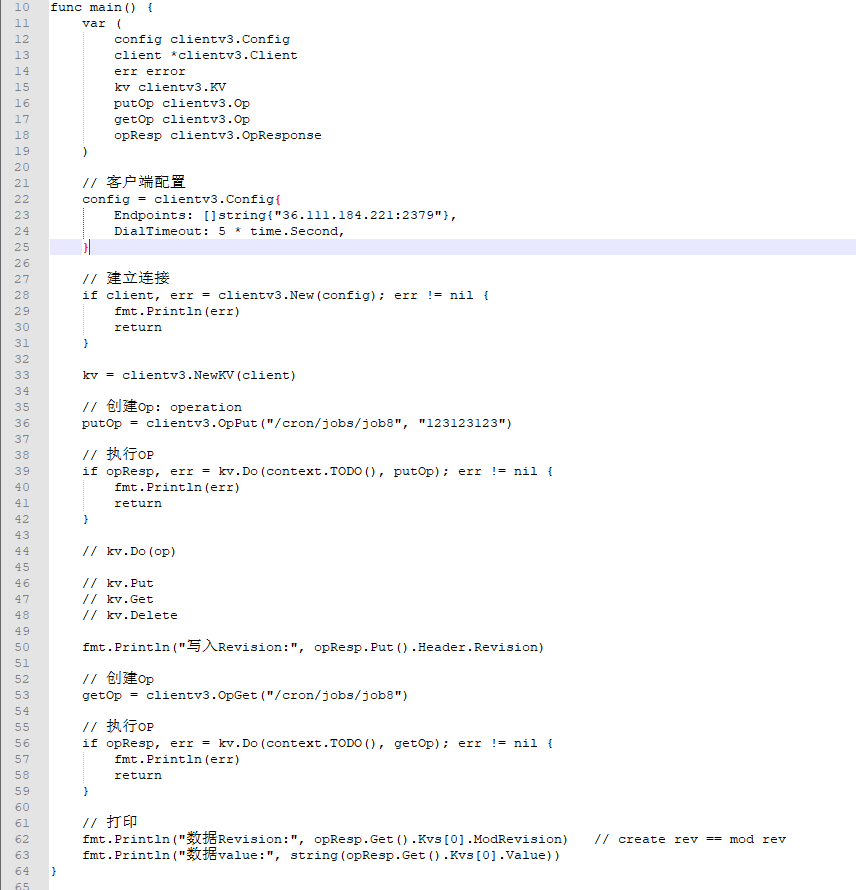 10 func main() {
11     var (
12         config clientv3.Config
13         client *clientv3.Client
14         err error
15         kv clientv3.KV
16         putOp clientv3.Op
17         getOp clientv3.Op
18         opResp clientv3.OpResponse
19     )
20
21     // 客户端配置
22     config = clientv3.Config{
23         Endpoints: []string{"36.111.184.221:2379"},
24         DialTimeout: 5 * time.Second,
25     }
26
27     // 建立连接
28     if client, err = clientv3.New(config); err != nil {
29         fmt.Println(err)
30         return
31     }
32
33     kv = clientv3.NewKV(client)
34
35     // 创建Op: operation
36     putOp = clientv3.OpPut("/cron/jobs/job8", "123123123")
37
38     // 执行OP
39     if opResp, err = kv.Do(context.TODO(), putOp); err != nil {
40         fmt.Println(err)
41         return
42     }
43
44     // kv.Do(op)
45
46     // kv.Put
47     // kv.Get
48     // kv.Delete
49
50     fmt.Println("写入Revision:", opResp.Put().Header.Revision)
51
52     // 创建Op
53     getOp = clientv3.OpGet("/cron/jobs/job8")
54
55     // 执行OP
56     if opResp, err = kv.Do(context.TODO(), getOp); err != nil {
57         fmt.Println(err)
58         return
59     }
60
61     // 打印
62     fmt.Println("数据Revision:", opResp.Get().Kvs[0].ModRevision)   // create rev == mod rev
63     fmt.Println("数据value:", string(opResp.Get().Kvs[0].Value))
64 }
65